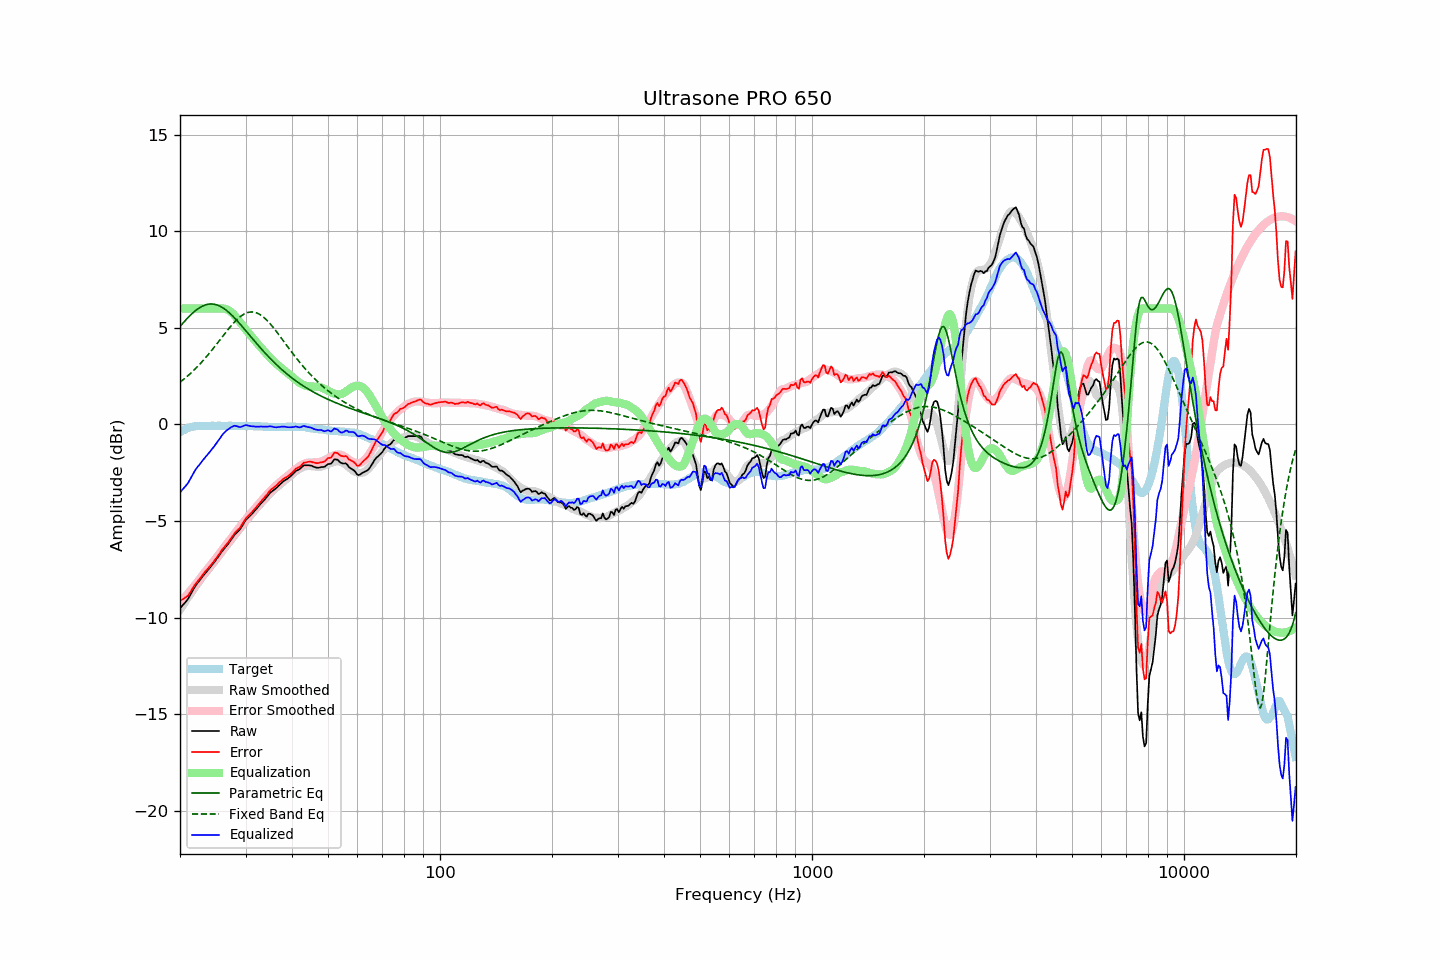 Ultrasone PRO 650
15
10
5
0
−5
−10
−15
−20
Amplitude (dBr)
Target
Raw Smoothed
Error Smoothed
Raw
Error
Equalization
Parametric Eq
Fixed Band Eq
Equalized
100
1000
10000
Frequency (Hz)